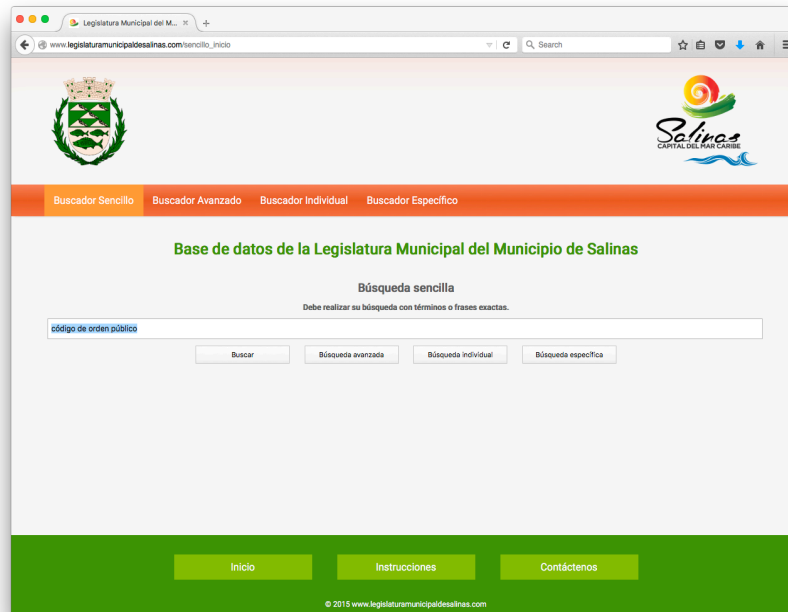 Legislatura Municipal del M...
www.legislaturamunicipaldesalinas.com/sencillo_inicio
Search
Salinas
CAPITAL DEL MAR CARIBE
Buscador Sencillo Buscador Avanzado Buscador Individual Buscador Específico
Base de datos de la Legislatura Municipal del Municipio de Salinas
Búsqueda sencilla
Debe realizar su búsqueda con términos o frases exactas.
código de orden público
Buscar Búsqueda avanzada Búsqueda individual Búsqueda específica
Inicio Instrucciones Contáctenos
© 2015 www.legislaturamunicipaldesalinas.com